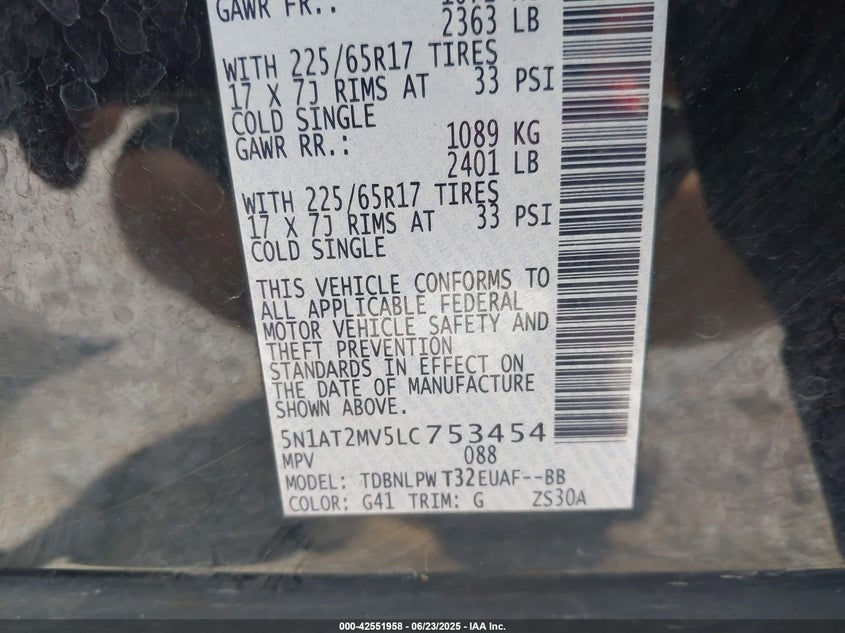 GAWR FR.:
2363 LB
WITH 225/65R17 TIRES
17 X 7J RIMS AT 33 PSI
COLD SINGLE
GAWR RR.: 1089 KG
2401 LB
WITH 225/65R17 TIRES
17 X 7J RIMS AT 33 PSI
COLD SINGLE
THIS VEHICLE CONFORMS TO
ALL APPLICABLE FEDERAL
MOTOR VEHICLE SAFETY AND
THEFT PREVENTION
STANDARDS IN EFFECT ON
THE DATE OF MANUFACTURE
SHOWN ABOVE.
5N1AT2MV5LC753454
MPV 088
MODEL: TDBNLPW T32EUAF--BB
COLOR: G41 TRIM: G ZS30A
000-42551958 - 06/23/2025 - IAA Inc.